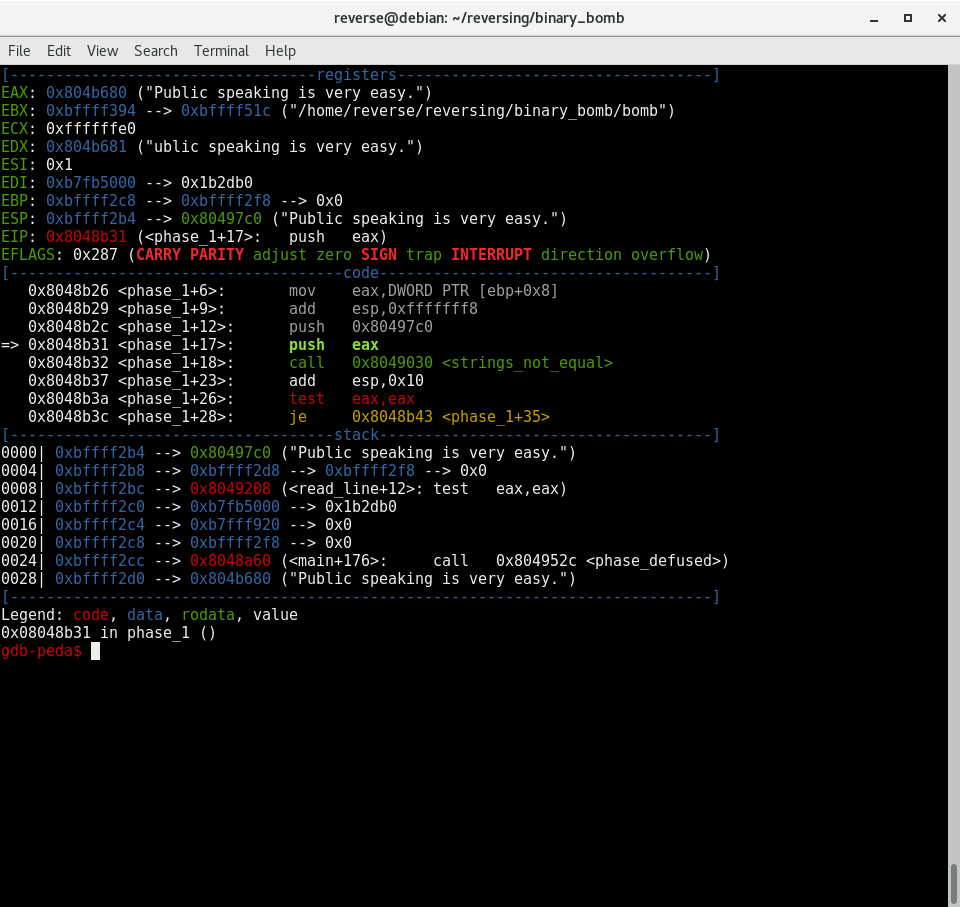 reverse@debian: ~/reversing/binary_bomb
File Edit View Search Terminal Help
[----------------------------------registers-----------------------------------]
EAX: 0x804b680 ("Public speaking is very easy.")
EBX: 0xbffff394 --> 0xbffff51c ("/home/reverse/reversing/binary_bomb/bomb")
ECX: 0xffffffe0
EDX: 0x804b681 ("ublic speaking is very easy.")
ESI: 0x1
EDI: 0xb7fb5000 --> 0x1b2db0
EBP: 0xbffff2c8 --> 0xbffff2f8 --> 0x0
ESP: 0xbffff2b4 --> 0x80497c0 ("Public speaking is very easy.")
EIP: 0x8048b31 (<phase_1+17>:   push   eax)
EFLAGS: 0x287 (CARRY PARITY adjust zero SIGN trap INTERRUPT direction overflow)
[-------------------------------------code-------------------------------------]
   0x8048b26 <phase_1+6>:       mov    eax,DWORD PTR [ebp+0x8]
   0x8048b29 <phase_1+9>:       add    esp,0xfffffff8
   0x8048b2c <phase_1+12>:      push   0x80497c0
=> 0x8048b31 <phase_1+17>:      push   eax
   0x8048b32 <phase_1+18>:      call   0x8049030 <strings_not_equal>
   0x8048b37 <phase_1+23>:      add    esp,0x10
   0x8048b3a <phase_1+26>:      test   eax,eax
   0x8048b3c <phase_1+28>:      je     0x8048b43 <phase_1+35>
[------------------------------------stack-------------------------------------]
0000| 0xbffff2b4 --> 0x80497c0 ("Public speaking is very easy.")
0004| 0xbffff2b8 --> 0xbffff2d8 --> 0xbffff2f8 --> 0x0
0008| 0xbffff2bc --> 0x8049208 (<read_line+12>: test   eax,eax)
0012| 0xbffff2c0 --> 0xb7fb5000 --> 0x1b2db0
0016| 0xbffff2c4 --> 0xb7fff920 --> 0x0
0020| 0xbffff2c8 --> 0xbffff2f8 --> 0x0
0024| 0xbffff2cc --> 0x8048a60 (<main+176>:     call   0x804952c <phase_defused>)
0028| 0xbffff2d0 --> 0x804b680 ("Public speaking is very easy.")
[------------------------------------------------------------------------------]
Legend: code, data, rodata, value
0x08048b31 in phase_1 ()
gdb-peda$